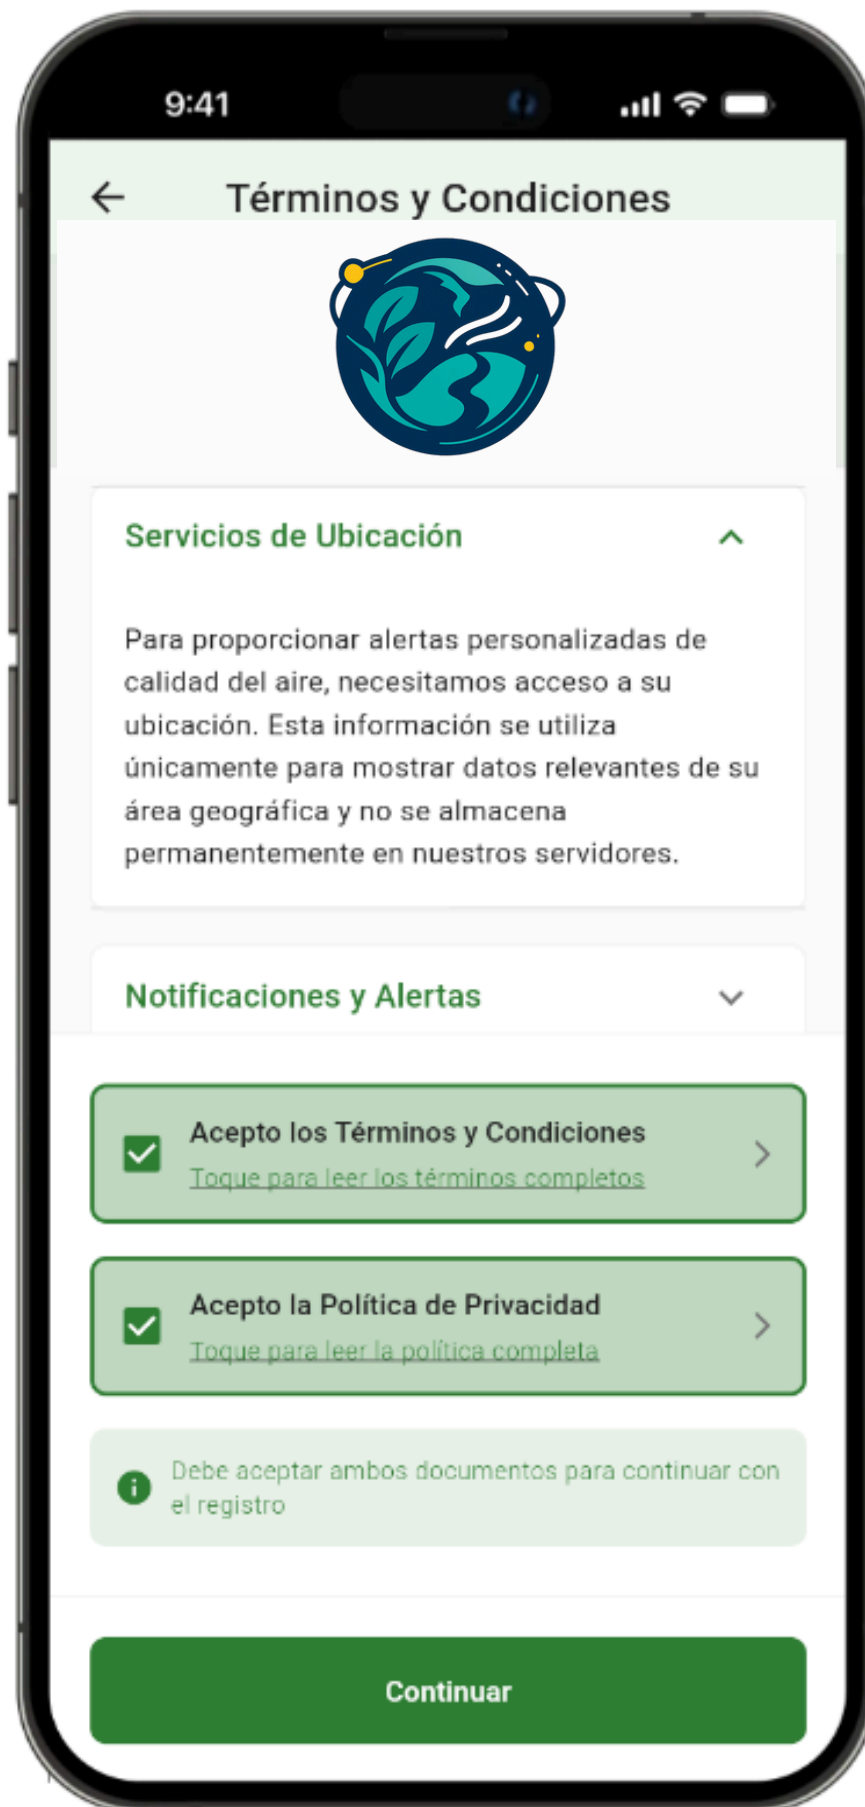 9:41
Términos y Condiciones
Servicios de Ubicación
Para proporcionar alertas personalizadas de
calidad del aire, necesitamos acceso a su
ubicación. Esta información se utiliza
únicamente para mostrar datos relevantes de su
área geográfica y no se almacena
permanentemente en nuestros servidores.
Notificaciones y Alertas
Acepto los Términos y Condiciones
Toque para leer los términos completos
Acepto la Política de Privacidad
Toque para leer la política completa
Debe aceptar ambos documentos para continuar con
el registro
Continuar